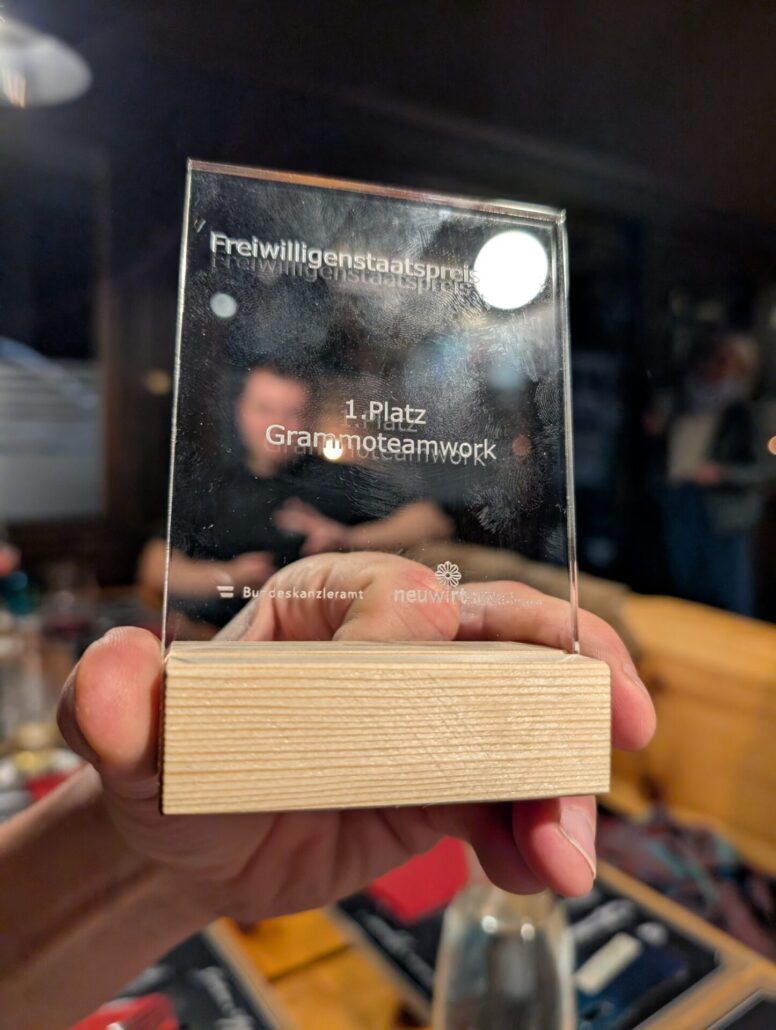 Freiwilligenstaatspreis
1.Platz
Grammoteamwork
Bundeskanzleramt
neuwirt